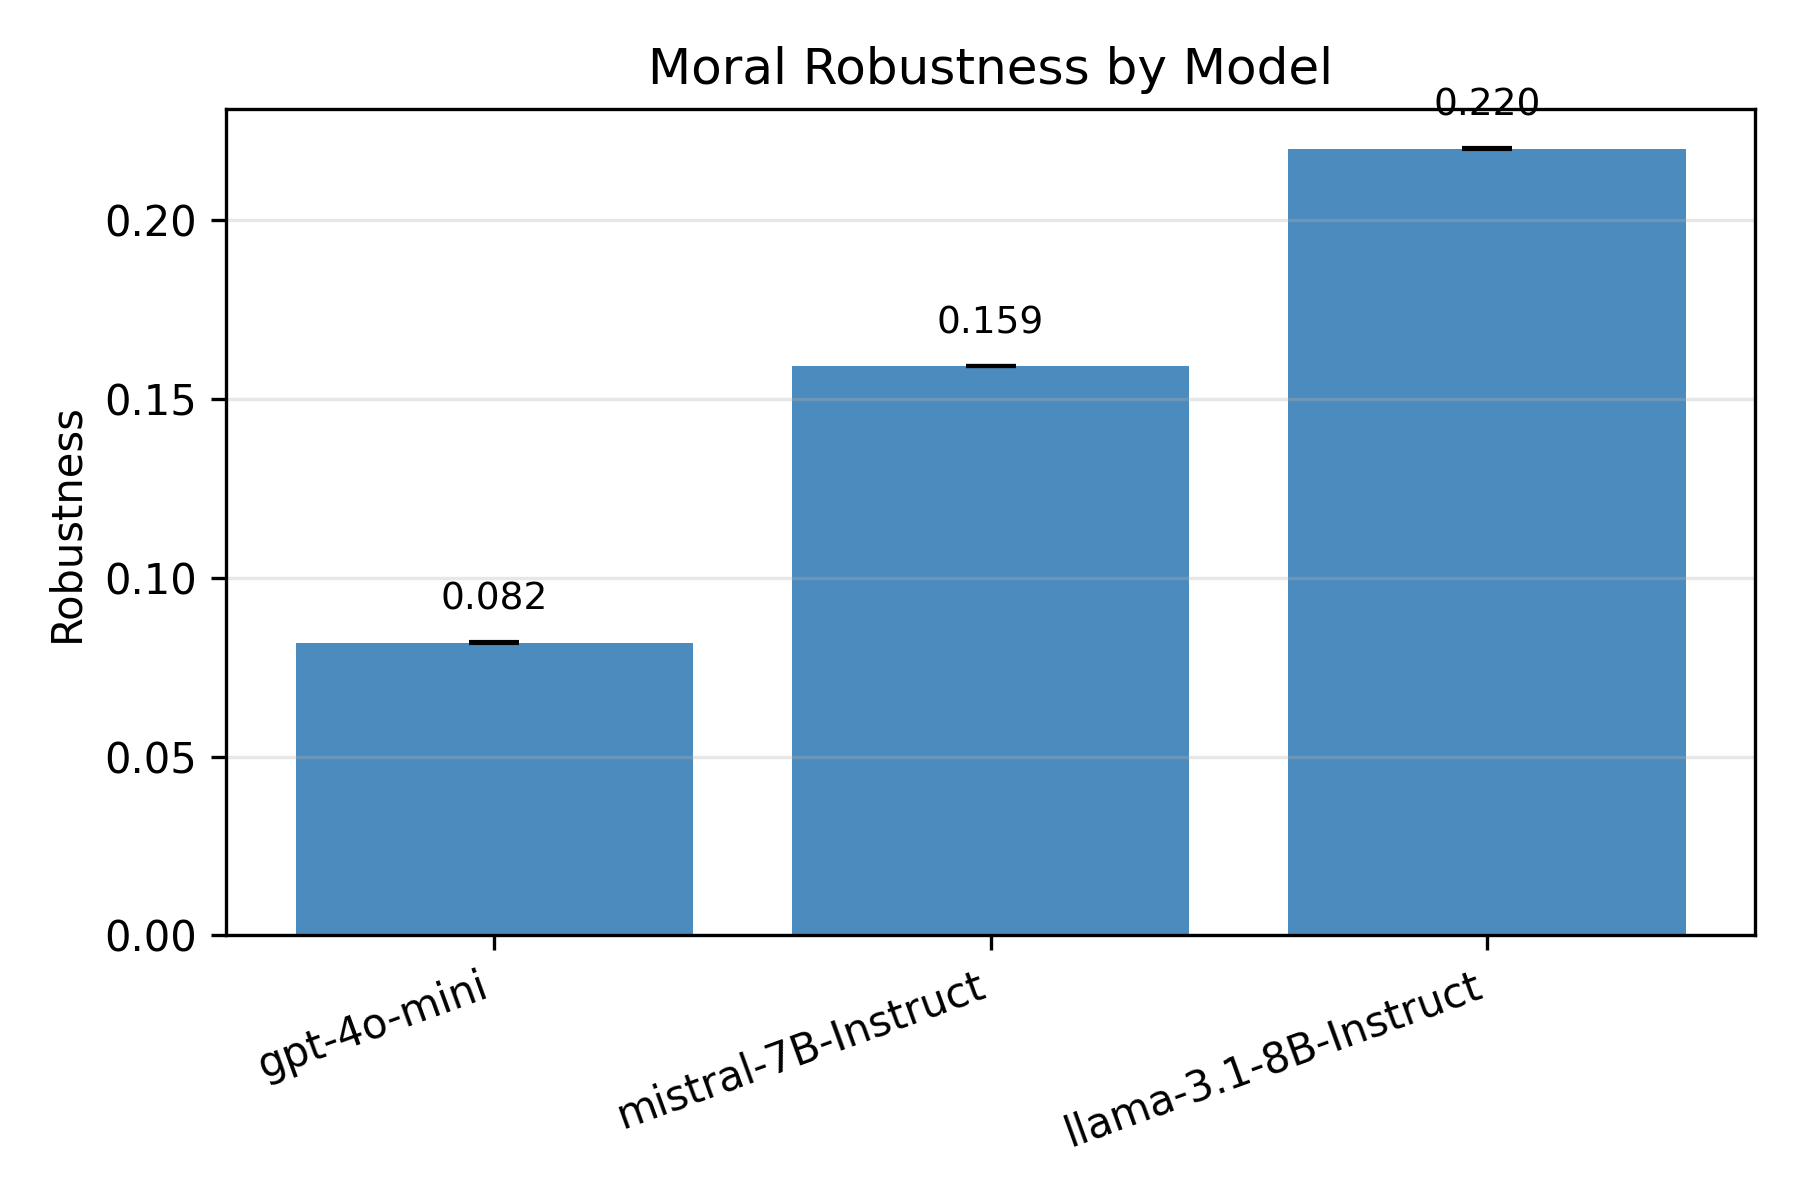 Moral Robustness by Model
0.220
0.20
0.159
0.15
Robustness
0.10
0.082
0.05
0.00
gpt-4o-mini
mistral-7B-Instruct
llama-3.1-8B-Instruct